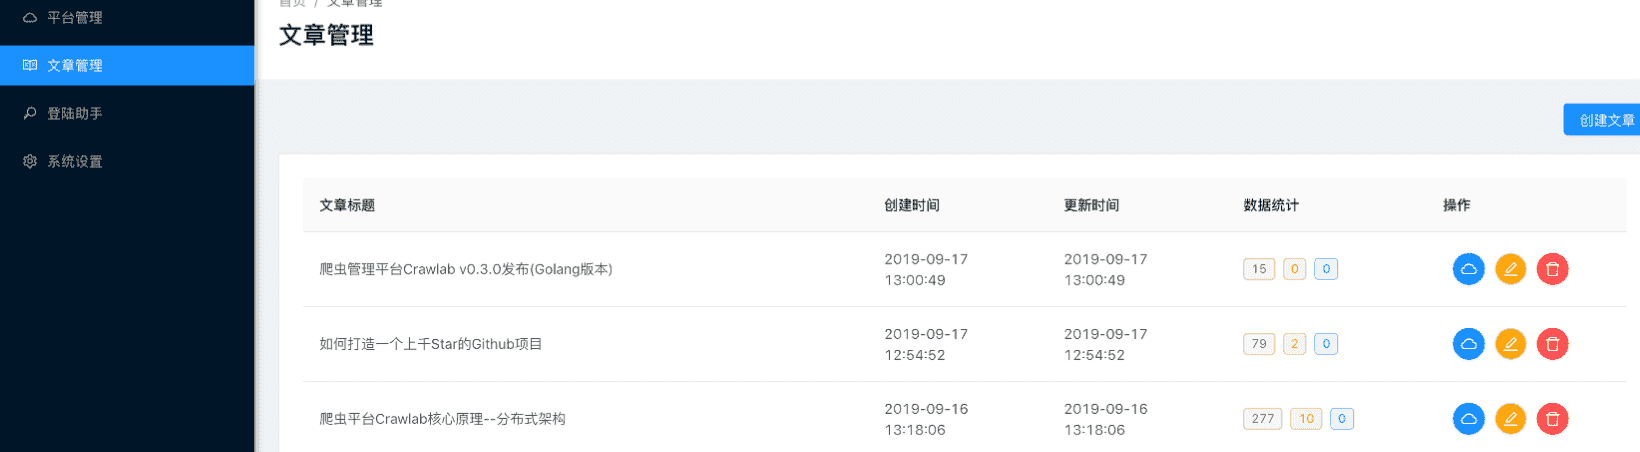 首页 / 文章管理
平台管理
文章管理
文章管理
登陆助手
系统设置
创建文章
文章标题 创建时间 更新时间 数据统计 操作
爬虫管理平台Crawlab v0.3.0发布(Golang版本) 2019-09-17 13:00:49 2019-09-17 13:00:49 15 0 0
如何打造一个上千Star的Github项目 2019-09-17 12:54:52 2019-09-17 12:54:52 79 2 0
爬虫平台Crawlab核心原理--分布式架构 2019-09-16 13:18:06 2019-09-16 13:18:06 277 10 0